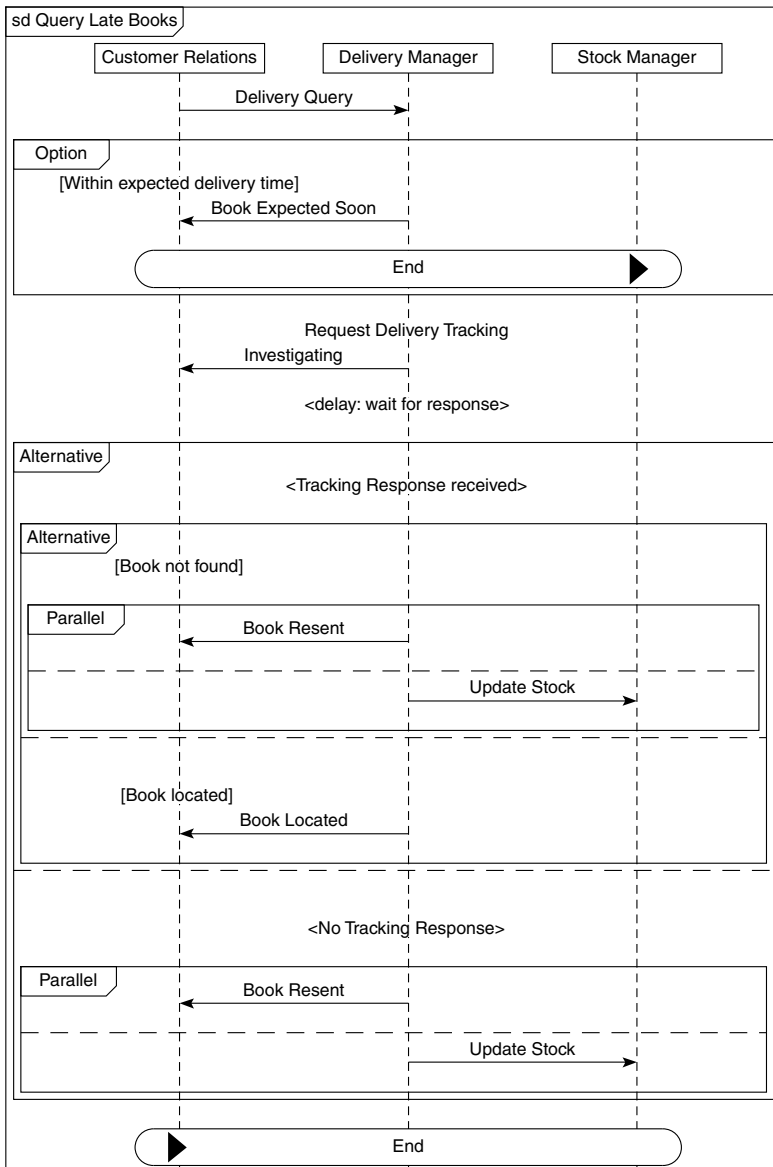 sd Query Late Books
Customer Relations
Delivery Manager
Stock Manager
Delivery Query
Option
[Within expected delivery time]
Book Expected Soon
End
Request Delivery Tracking
Investigating
<delay: wait for response>
Alternative
<Tracking Response received>
Alternative
[Book not found]
Parallel
Book Resent
Update Stock
[Book located]
Book Located
<No Tracking Response>
Parallel
Book Resent
Update Stock
End